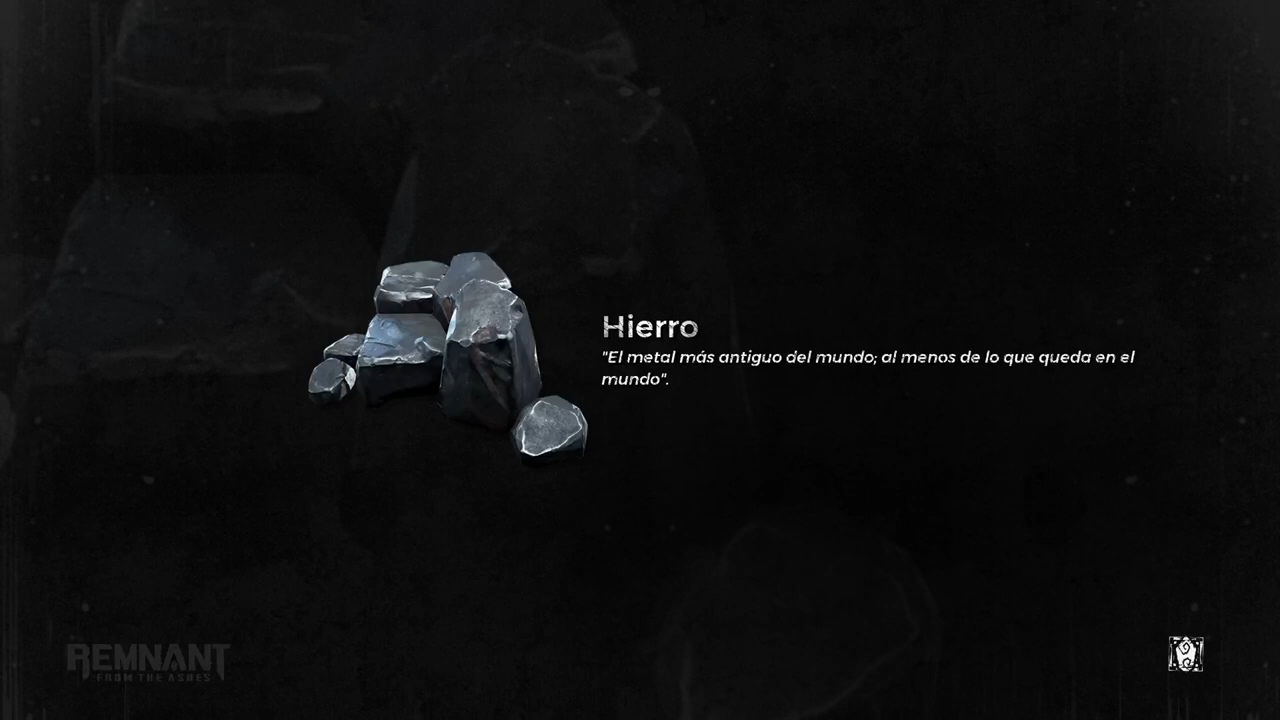 Hierro
"El metal más antiguo del mundo; al menos de lo que queda en el
mundo".
REMNANT
FROM THE ASHES